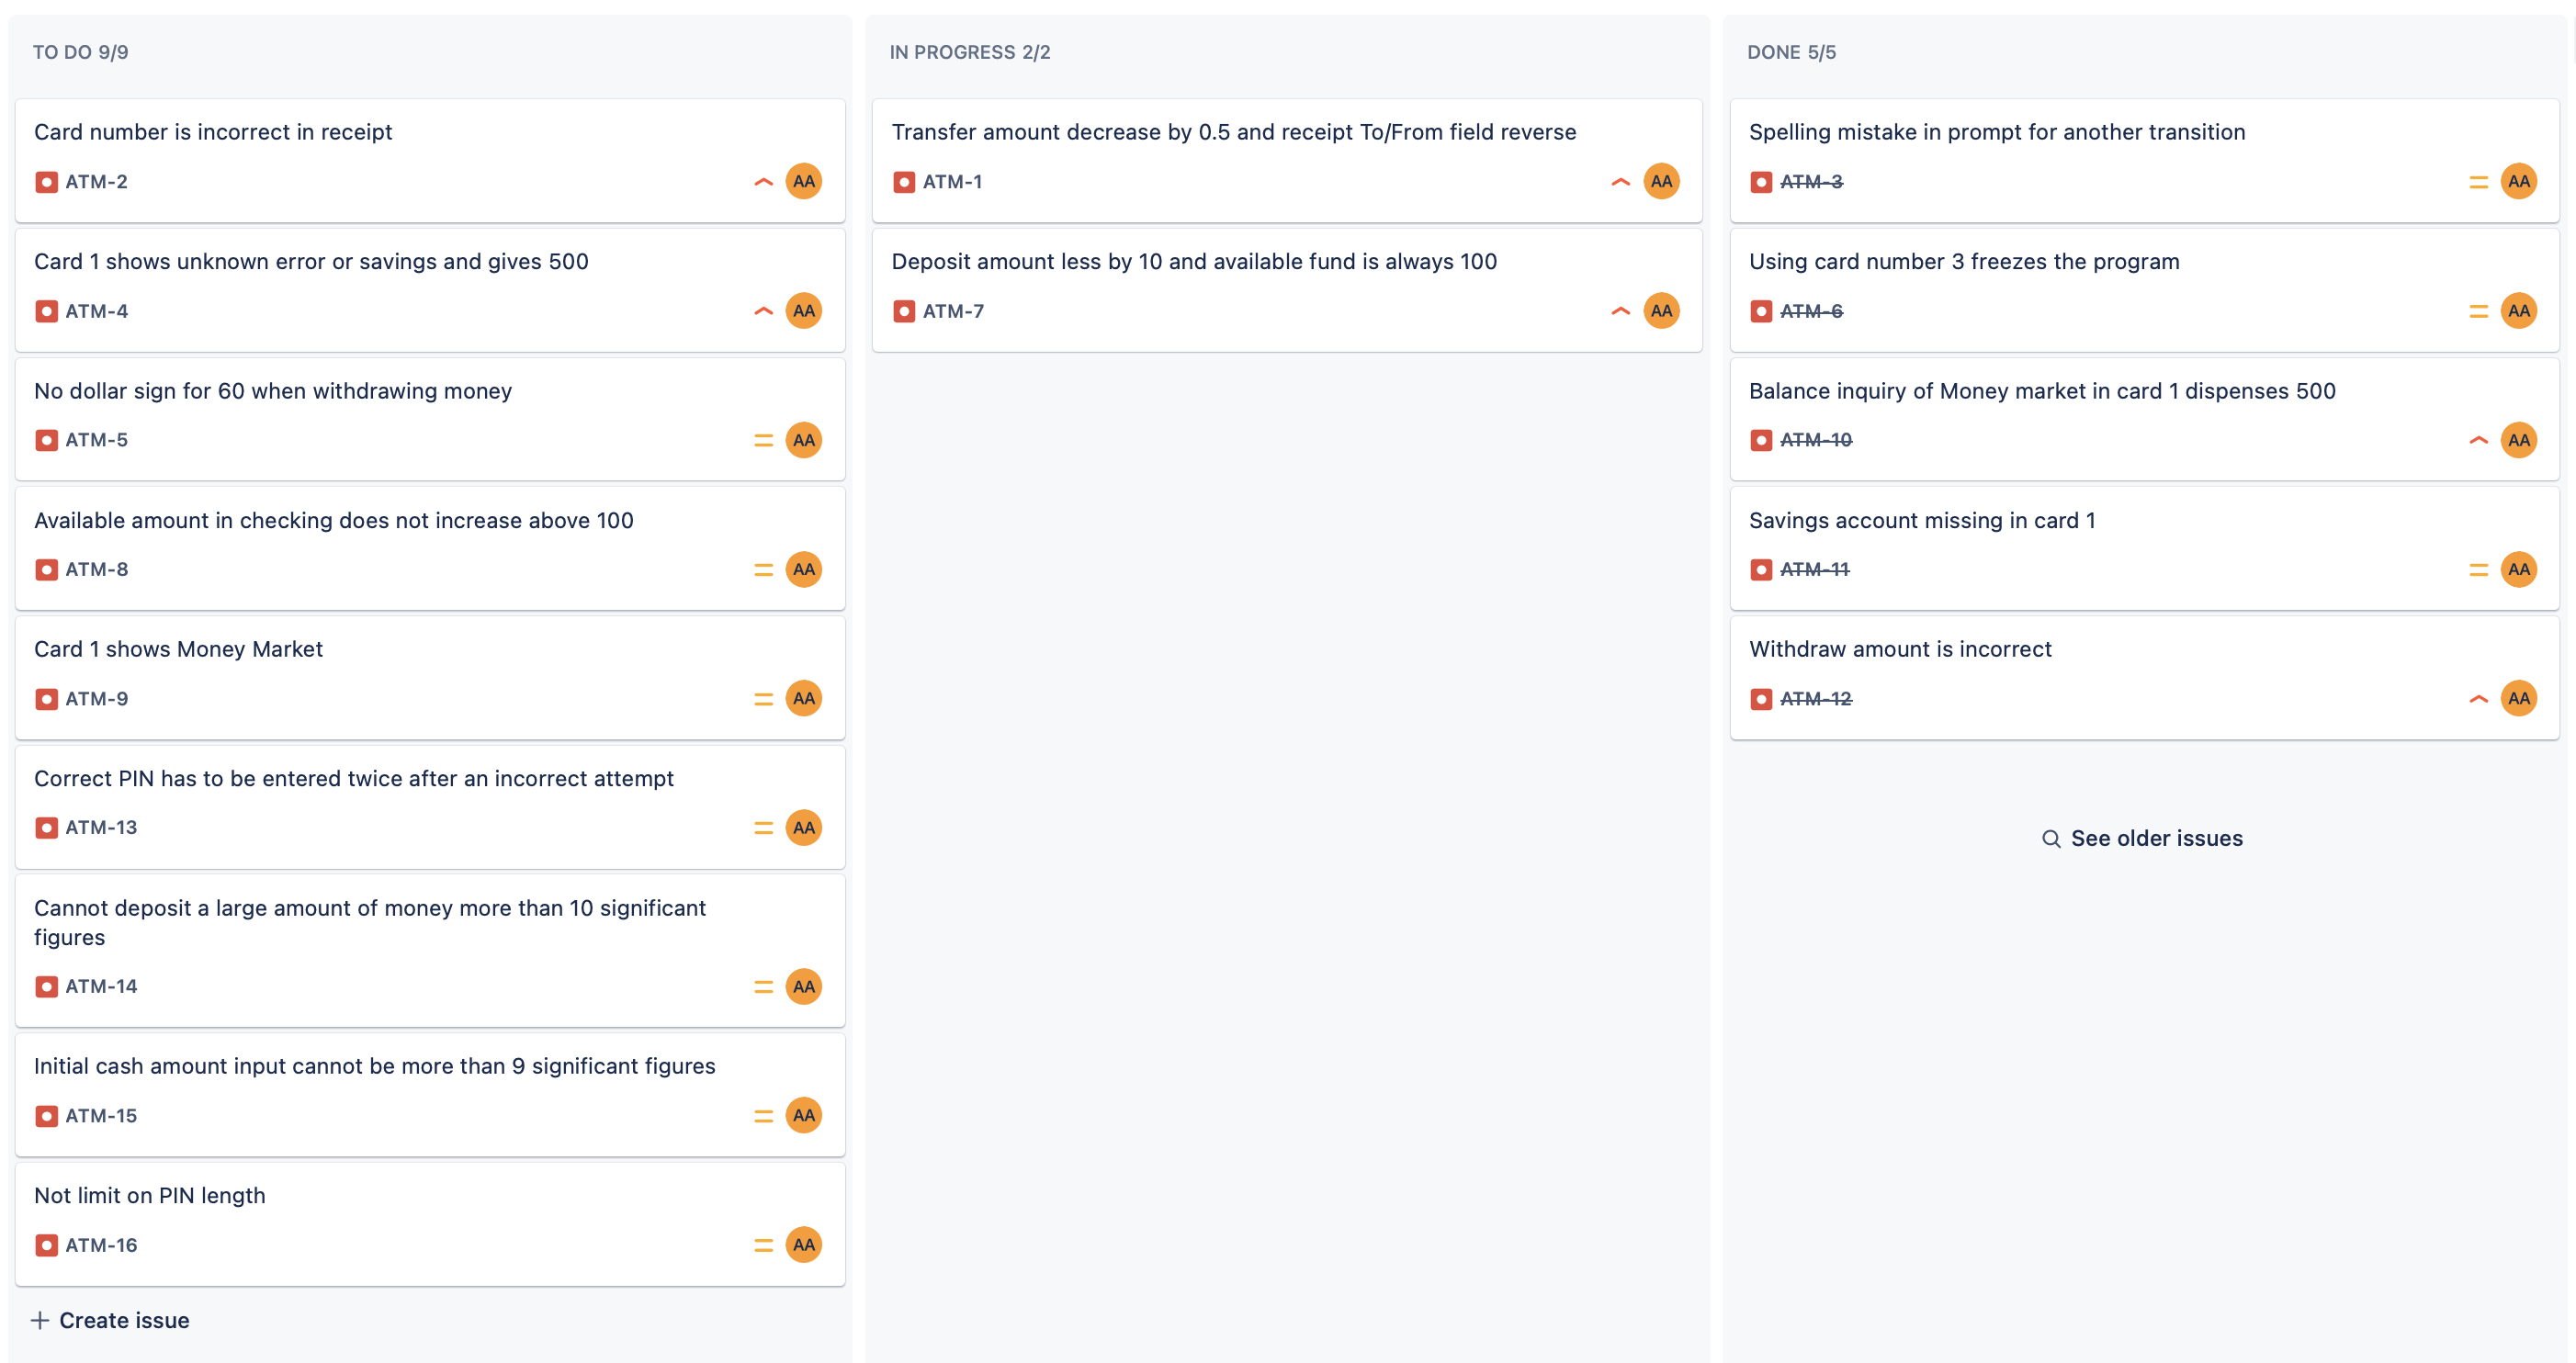 TO DO 9/9
Card number is incorrect in receipt
ATM-2
AA
Card 1 shows unknown error or savings and gives 500
ATM-4
AA
No dollar sign for 60 when withdrawing money
ATM-5
AA
Available amount in checking does not increase above 100
ATM-8
AA
Card 1 shows Money Market
ATM-9
AA
Correct PIN has to be entered twice after an incorrect attempt
ATM-13
AA
Cannot deposit a large amount of money more than 10 significant
figures
ATM-14
AA
Initial cash amount input cannot be more than 9 significant figures
ATM-15
AA
Not limit on PIN length
ATM-16
AA
Create issue
IN PROGRESS 2/2
Transfer amount decrease by 0.5 and receipt To/From field reverse
ATM-1
AA
Deposit amount less by 10 and available fund is always 100
ATM-7
AA
DONE 5/5
Spelling mistake in prompt for another transition
ATM-3
AA
Using card number 3 freezes the program
ATM-6
AA
Balance inquiry of Money market in card 1 dispenses 500
ATM-10
AA
Savings account missing in card 1
ATM-11
AA
Withdraw amount is incorrect
ATM-12
AA
See older issues